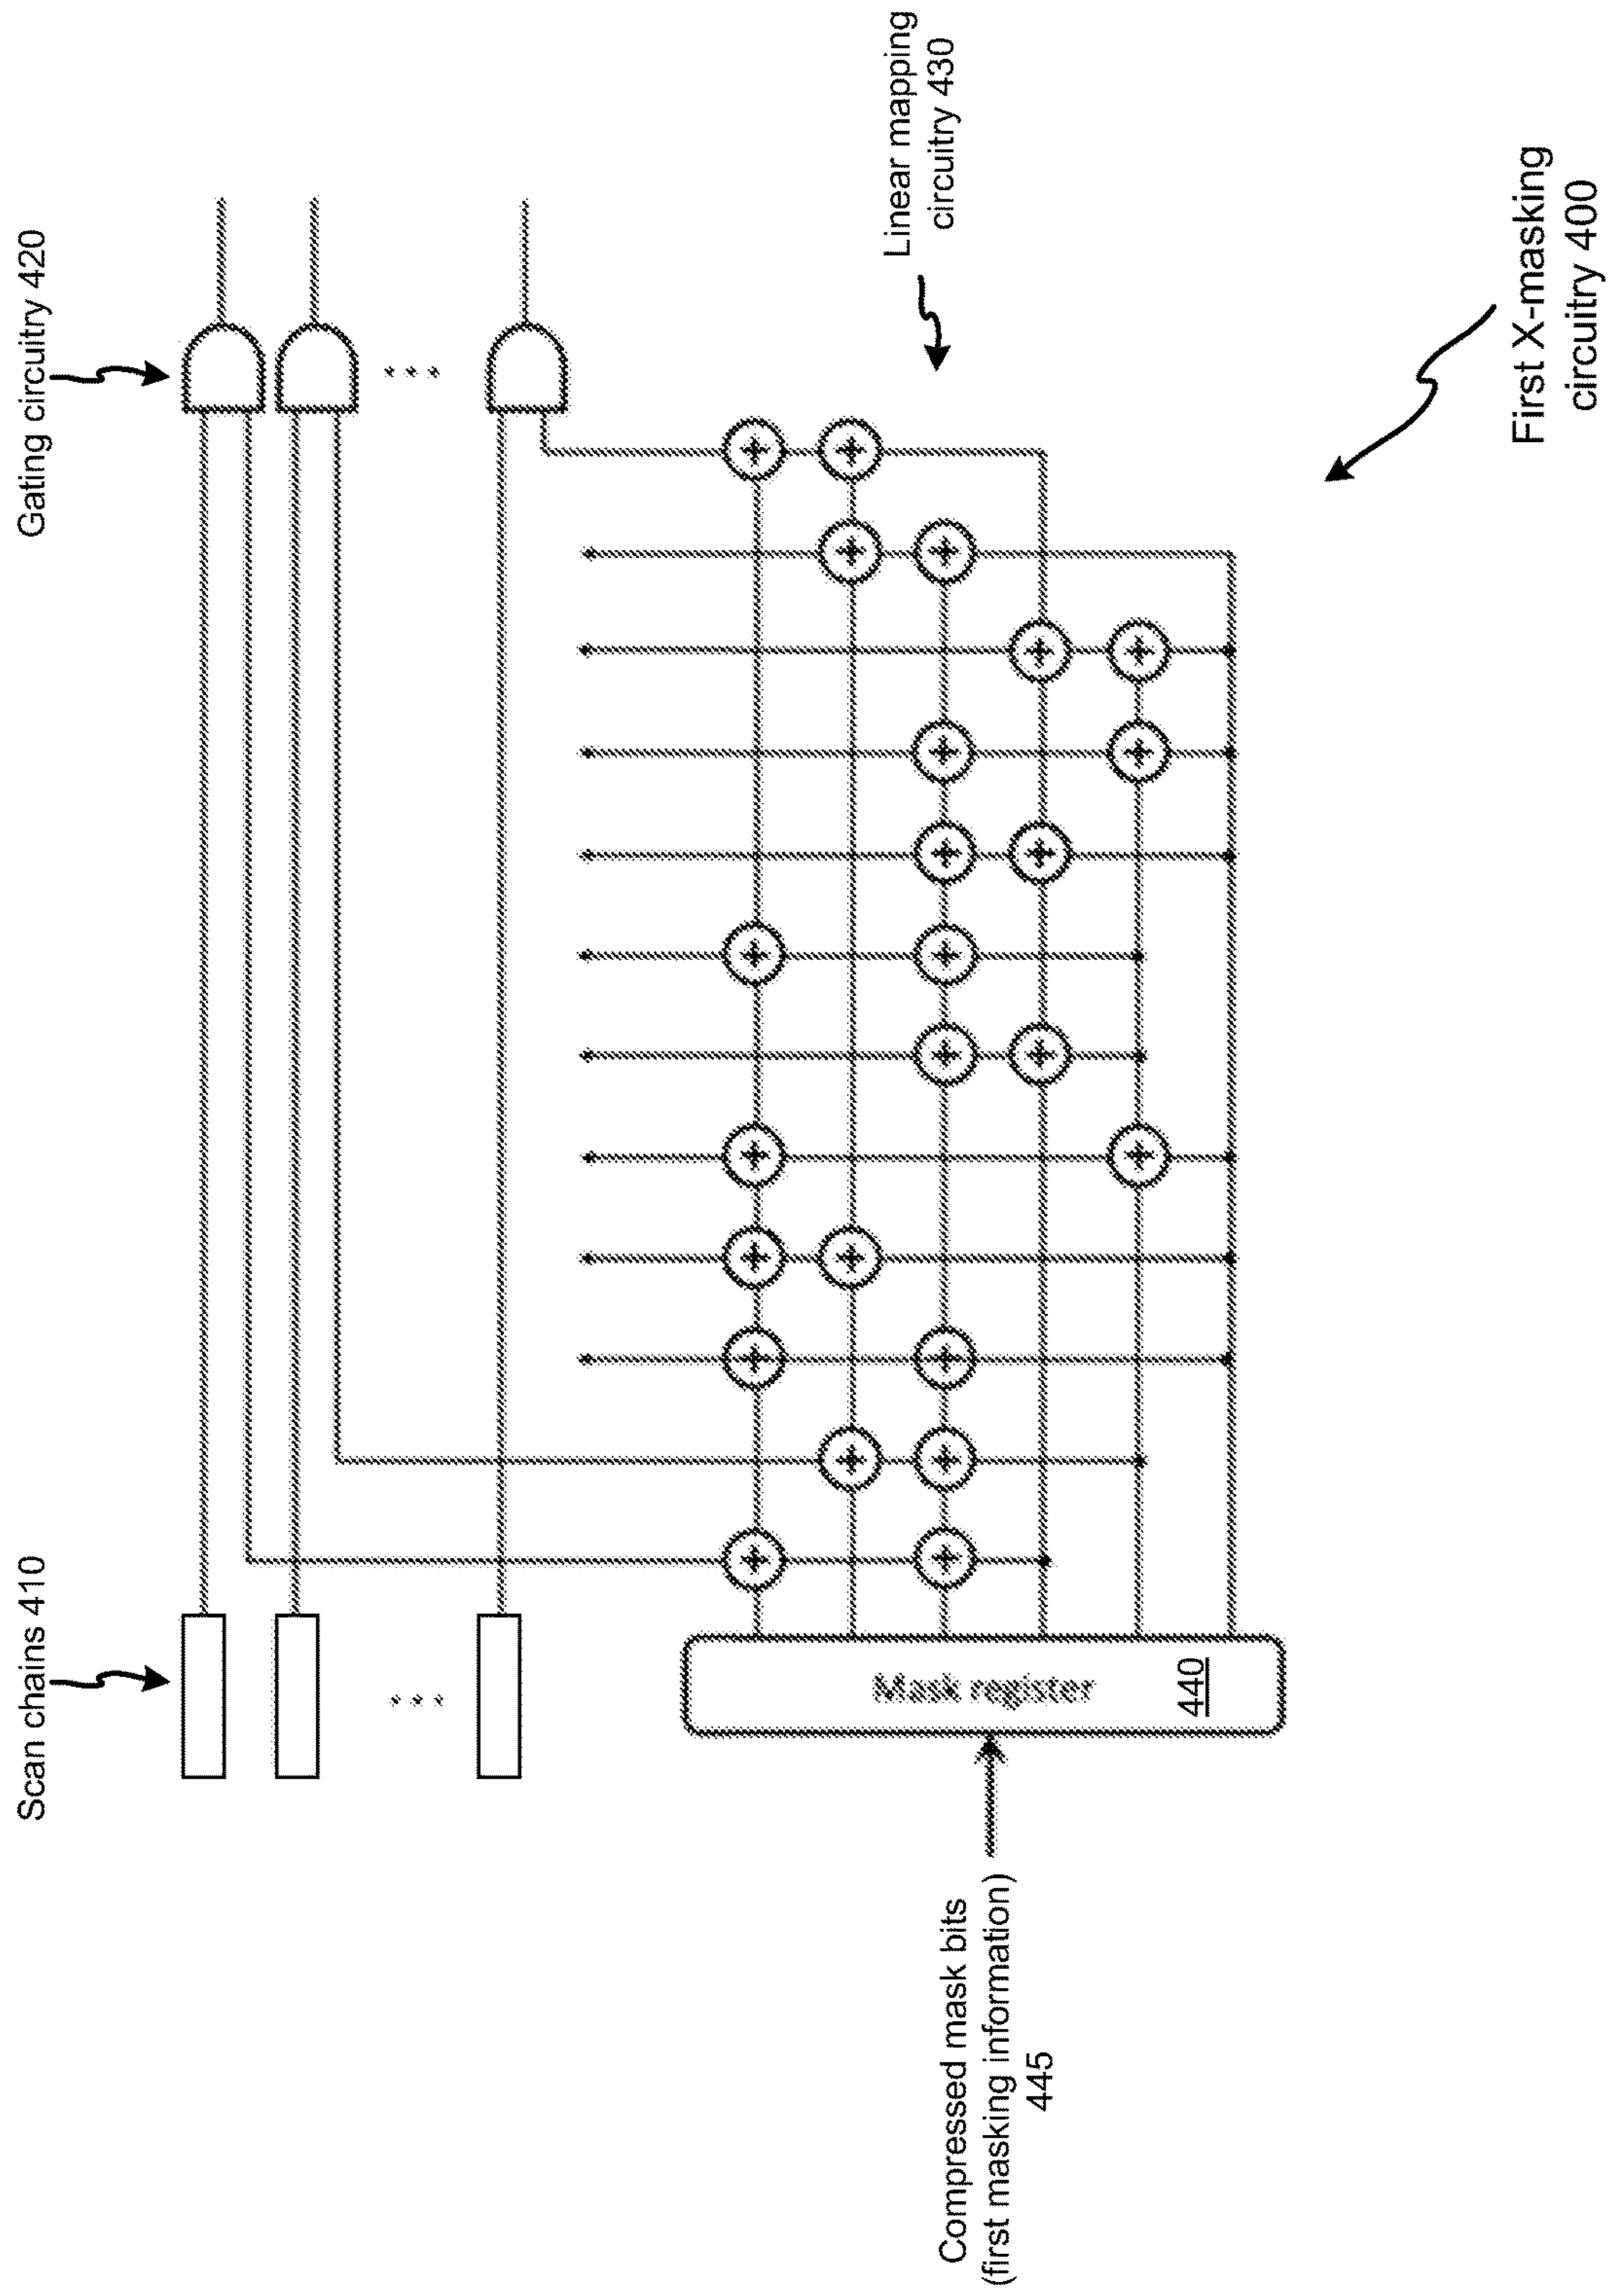 Scan chains 410
Gating circuitry 420
Linear mapping
circuitry 430
Mask register
440
Compressed mask bits
(first masking information)
445
First X-masking
circuitry 400